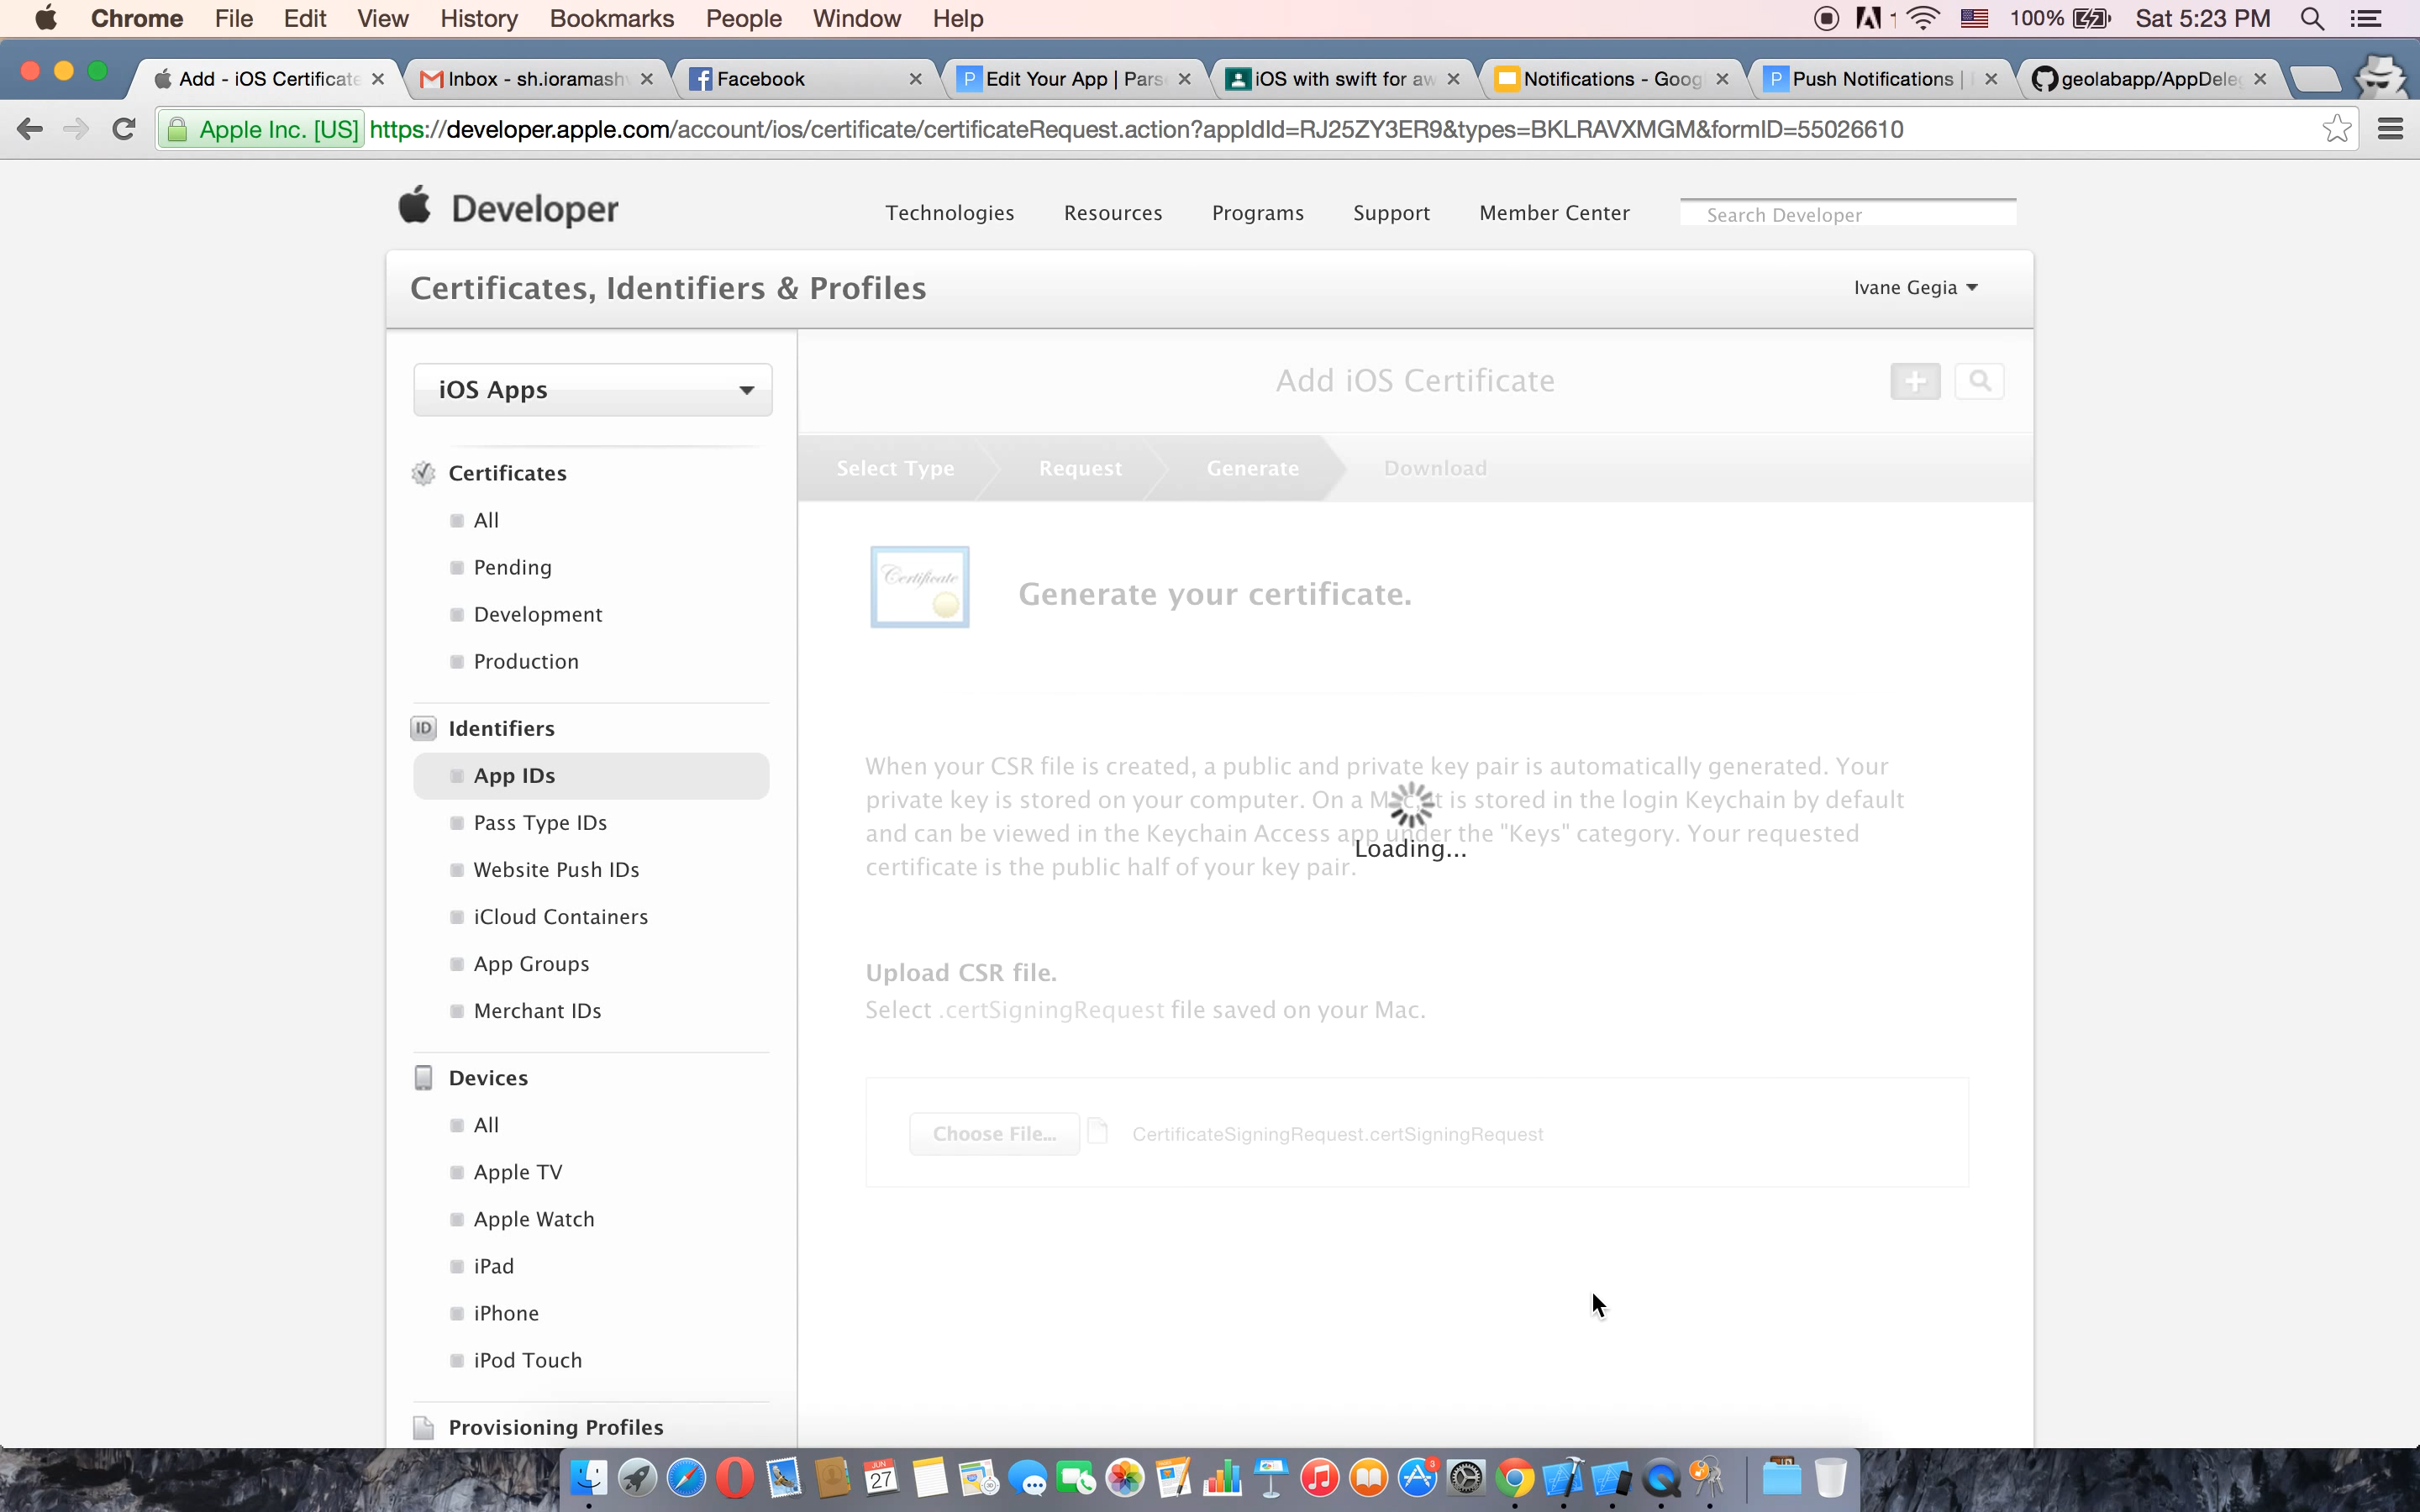 Chrome File Edit View History Bookmarks People Window Help
100% Sat 5:23 PM
Add - iOS Certificate
Inbox - sh.ioramash
Facebook
Edit Your App | Pars
iOS with swift for aw
Notifications - Goog
Push Notifications |
geolabapp/AppDele
Apple Inc. [US] https://developer.apple.com/account/ios/certificate/certificateRequest.action?appIdId=RJ25ZY3ER9&types=BKLRAVXMGM&formID=55026610
Developer
Technologies Resources Programs Support Member Center Search Developer
Certificates, Identifiers & Profiles
Ivane Gegia
iOS Apps
Certificates
All
Pending
Development
Production
ID Identifiers
App IDs
Pass Type IDs
Website Push IDs
iCloud Containers
App Groups
Merchant IDs
Devices
All
Apple TV
Apple Watch
iPad
iPhone
iPod Touch
Provisioning Profiles
Add iOS Certificate
Select Type Request Generate Download
Certificate
Generate your certificate.
When your CSR file is created, a public and private key pair is automatically generated. Your
private key is stored on your computer. On a Mac, it is stored in the login Keychain by default
and can be viewed in the Keychain Access app under the "Keys" category. Your requested
certificate is the public half of your key pair.
Loading...
Upload CSR file.
Select .certSigningRequest file saved on your Mac.
Choose File... CertificateSigningRequest.certSigningRequest
JUN
27
3